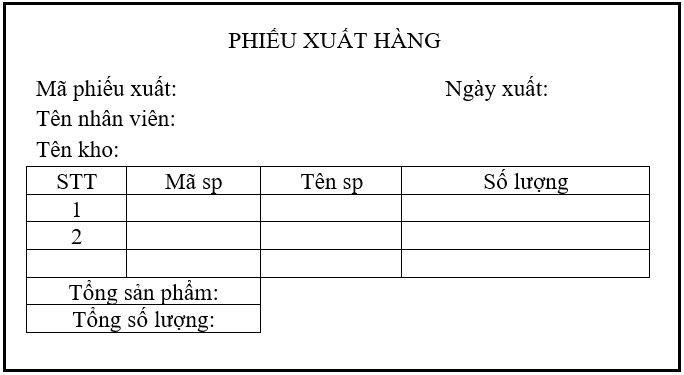 PHIẾU XUẤT HÀNG
Mã phiếu xuất: Ngày xuất:
Tên nhân viên:
Tên kho:
STT Mã sp Tên sp Số lượng
1
2
Tổng sản phẩm:
Tổng số lượng: